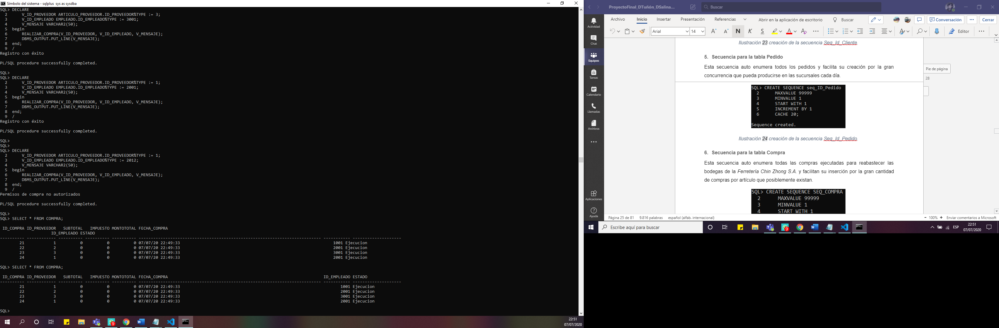 Símbolo del sistema - sqlplus  sys as sysdba
SQL> DECLARE
  2      V_ID_PROVEEDOR ARTICULO_PROVEEDOR.ID_PROVEEDOR%TYPE := 3;
  3      V_ID_EMPLEADO EMPLEADO.ID_EMPLEADO%TYPE := 3001;
  4      V_MENSAJE VARCHAR2(50);
  5  begin
  6      REALIZAR_COMPRA(V_ID_PROVEEDOR, V_ID_EMPLEADO, V_MENSAJE);
  7      DBMS_OUTPUT.PUT_LINE(V_MENSAJE);
  8  end;
  9  /
Registro con éxito
PL/SQL procedure successfully completed.
SQL>
SQL> DECLARE
  2      V_ID_PROVEEDOR ARTICULO_PROVEEDOR.ID_PROVEEDOR%TYPE := 1;
  3      V_ID_EMPLEADO EMPLEADO.ID_EMPLEADO%TYPE := 2001;
  4      V_MENSAJE VARCHAR2(50);
  5  begin
  6      REALIZAR_COMPRA(V_ID_PROVEEDOR, V_ID_EMPLEADO, V_MENSAJE);
  7      DBMS_OUTPUT.PUT_LINE(V_MENSAJE);
  8  end;
  9  /
Registro con éxito
PL/SQL procedure successfully completed.
SQL>
SQL>
SQL> DECLARE
  2      V_ID_PROVEEDOR ARTICULO_PROVEEDOR.ID_PROVEEDOR%TYPE := 1;
  3      V_ID_EMPLEADO EMPLEADO.ID_EMPLEADO%TYPE := 2012;
  4      V_MENSAJE VARCHAR2(50);
  5  begin
  6      REALIZAR_COMPRA(V_ID_PROVEEDOR, V_ID_EMPLEADO, V_MENSAJE);
  7      DBMS_OUTPUT.PUT_LINE(V_MENSAJE);
  8  end;
  9  /
Permisos de compra no autorizados
PL/SQL procedure successfully completed.
SQL>
SQL> SELECT * FROM COMPRA;
ID_COMPRA ID_PROVEEDOR   SUBTOTAL   IMPUESTO MONTOTOTAL FECHA_COMPRA
ID_EMPLEADO ESTADO
21 1 0 0 0 07/07/20 22:49:33 1001 Ejecucion
22 2 0 0 0 07/07/20 22:49:33 2001 Ejecucion
23 3 0 0 0 07/07/20 22:49:33 3001 Ejecucion
24 1 0 0 0 07/07/20 22:49:33 2001 Ejecucion
SQL> SELECT * FROM COMPRA;
ID_COMPRA ID_PROVEEDOR   SUBTOTAL   IMPUESTO MONTOTOTAL FECHA_COMPRA ID_EMPLEADO ESTADO
21 1 0 0 0 07/07/20 22:49:33 1001 Ejecucion
22 2 0 0 0 07/07/20 22:49:33 2001 Ejecucion
23 3 0 0 0 07/07/20 22:49:33 3001 Ejecucion
24 1 0 0 0 07/07/20 22:49:33 2001 Ejecucion
SQL>
9
22:51
07/07/2020
ProyectoFinal_DTuñón_DSalina...
Buscar
Archivo Inicio Insertar Presentación Referencias Abrir en la aplicación de escritorio Buscar Conversación Cerrar
Arial 14 N K S Editor
Actividad
Chat
Equipos
Tareas
Calendario
Llamadas
Archivos
Aplicaciones
Ayuda
Ilustración 23 creación de la secuencia Seq_Id_Cliente.
5. Secuencia para la tabla Pedido
Esta secuencia auto enumera todos los pedidos y facilita su creación por la gran
concurrencia que pueda producirse en las sucursales cada día.
Pie de página
28
SQL> CREATE SEQUENCE seq_ID_Pedido
  2      MAXVALUE 99999
  3      MINVALUE 1
  4      START WITH 1
  5      INCREMENT BY 1
  6      CACHE 20;
Sequence created.
Ilustración 24 creación de la secuencia Seq_Id_Pedido.
6. Secuencia para la tabla Compra
Esta secuencia auto enumera todas las compras ejecutadas para reabastecer las
bodegas de la Ferretería Chin Zhong S.A. y facilitan su inserción por la gran cantidad
de compras por artículo que posiblemente existan.
SQL> CREATE SEQUENCE SEQ_COMPRA
  2      MAXVALUE 99999
  3      MINVALUE 1
  4      START WITH 1
Página 25 de 81 9.816 palabras español (alfab. internacional) - 100% + Enviar comentarios a Microsoft
Escribe aquí para buscar
9
ESP
22:51
07/07/2020